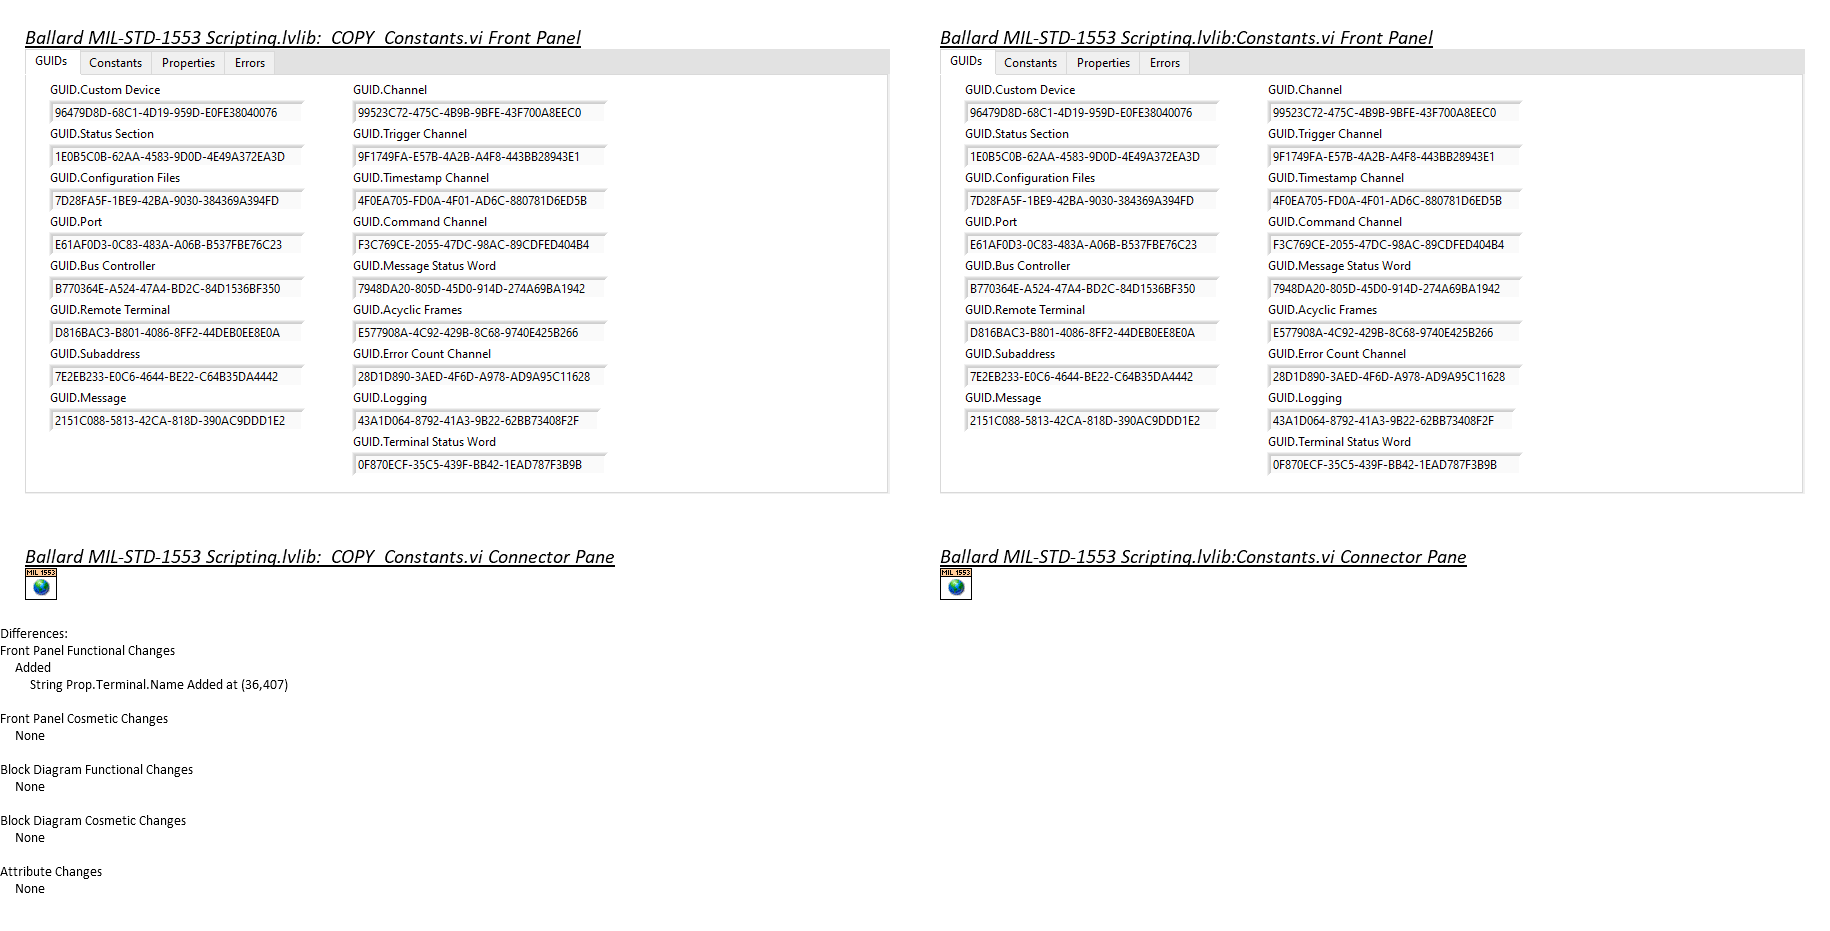 Ballard MIL-STD-1553 Scripting.lvlib:_COPY_Constants.vi Front Panel
GUIDs Constants Properties Errors
GUID.Custom Device
96479D8D-68C1-4D19-959D-E0FE38040076
GUID.Status Section
1E0B5C0B-62AA-4583-9D0D-4E49A372EA3D
GUID.Configuration Files
7D28FA5F-1BE9-42BA-9030-384369A394FD
GUID.Port
E61AF0D3-0C83-483A-A06B-B537FBE76C23
GUID.Bus Controller
B770364E-A524-47A4-BD2C-84D1536BF350
GUID.Remote Terminal
D816BAC3-B801-4086-8FF2-44DEB0EE8E0A
GUID.Subaddress
7E2EB233-E0C6-4644-BE22-C64B35DA4442
GUID.Message
2151C088-5813-42CA-818D-390AC9DDD1E2
GUID.Channel
99523C72-475C-4B9B-9BFE-43F700A8EEC0
GUID.Trigger Channel
9F1749FA-E57B-4A2B-A4F8-443BB28943E1
GUID.Timestamp Channel
4F0EA705-FD0A-4F01-AD6C-880781D6ED5B
GUID.Command Channel
F3C769CE-2055-47DC-98AC-89CDFED404B4
GUID.Message Status Word
7948DA20-805D-45D0-914D-274A69BA1942
GUID.Acyclic Frames
E577908A-4C92-429B-8C68-9740E425B266
GUID.Error Count Channel
28D1D890-3AED-4F6D-A978-AD9A95C11628
GUID.Logging
43A1D064-8792-41A3-9B22-62BB73408F2F
GUID.Terminal Status Word
0F870ECF-35C5-439F-BB42-1EAD787F3B9B
Ballard MIL-STD-1553 Scripting.lvlib:Constants.vi Front Panel
GUIDs Constants Properties Errors
GUID.Custom Device
96479D8D-68C1-4D19-959D-E0FE38040076
GUID.Status Section
1E0B5C0B-62AA-4583-9D0D-4E49A372EA3D
GUID.Configuration Files
7D28FA5F-1BE9-42BA-9030-384369A394FD
GUID.Port
E61AF0D3-0C83-483A-A06B-B537FBE76C23
GUID.Bus Controller
B770364E-A524-47A4-BD2C-84D1536BF350
GUID.Remote Terminal
D816BAC3-B801-4086-8FF2-44DEB0EE8E0A
GUID.Subaddress
7E2EB233-E0C6-4644-BE22-C64B35DA4442
GUID.Message
2151C088-5813-42CA-818D-390AC9DDD1E2
GUID.Channel
99523C72-475C-4B9B-9BFE-43F700A8EEC0
GUID.Trigger Channel
9F1749FA-E57B-4A2B-A4F8-443BB28943E1
GUID.Timestamp Channel
4F0EA705-FD0A-4F01-AD6C-880781D6ED5B
GUID.Command Channel
F3C769CE-2055-47DC-98AC-89CDFED404B4
GUID.Message Status Word
7948DA20-805D-45D0-914D-274A69BA1942
GUID.Acyclic Frames
E577908A-4C92-429B-8C68-9740E425B266
GUID.Error Count Channel
28D1D890-3AED-4F6D-A978-AD9A95C11628
GUID.Logging
43A1D064-8792-41A3-9B22-62BB73408F2F
GUID.Terminal Status Word
0F870ECF-35C5-439F-BB42-1EAD787F3B9B
Ballard MIL-STD-1553 Scripting.lvlib:_COPY_Constants.vi Connector Pane
MIL 1553
Ballard MIL-STD-1553 Scripting.lvlib:Constants.vi Connector Pane
MIL 1553
Differences:
Front Panel Functional Changes
Added
String Prop.Terminal.Name Added at (36,407)
Front Panel Cosmetic Changes
None
Block Diagram Functional Changes
None
Block Diagram Cosmetic Changes
None
Attribute Changes
None